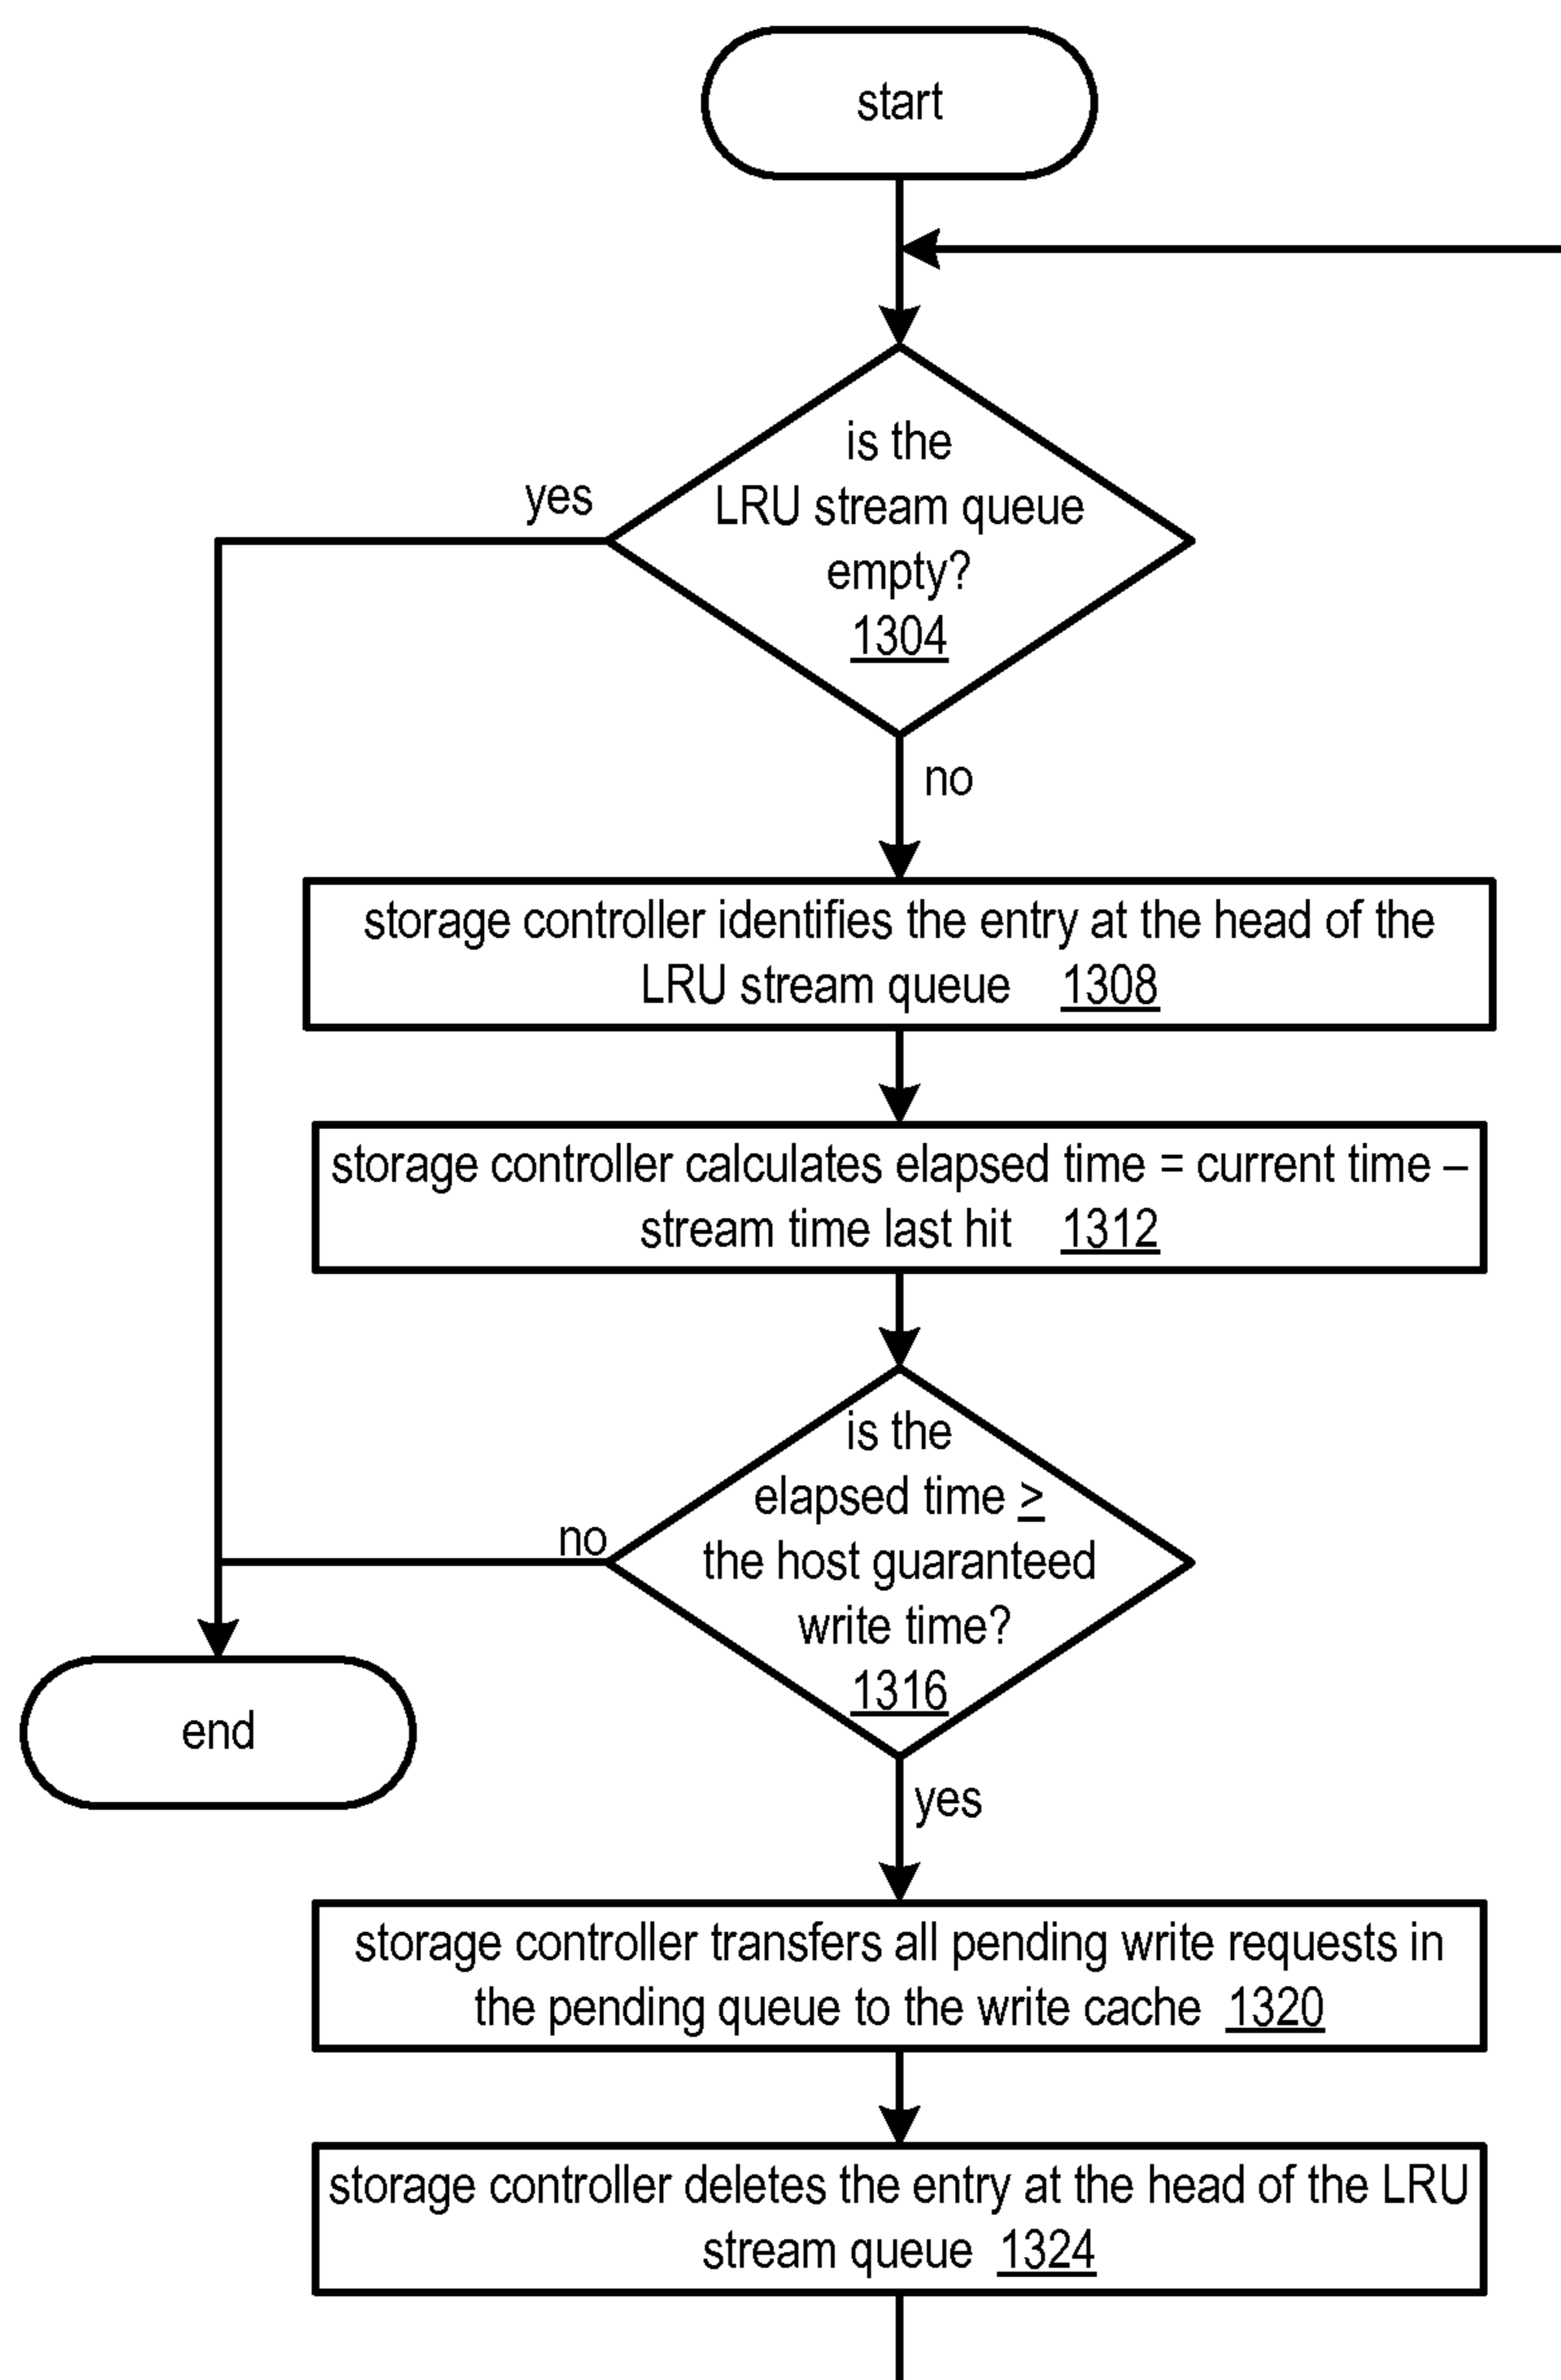 start
is the
LRU stream queue
empty?
1304
yes
no
storage controller identifies the entry at the head of the
LRU stream queue 1308
storage controller calculates elapsed time = current time –
stream time last hit 1312
is the
elapsed time ≥
the host guaranteed
write time?
1316
no
end
yes
storage controller transfers all pending write requests in
the pending queue to the write cache 1320
storage controller deletes the entry at the head of the LRU
stream queue 1324